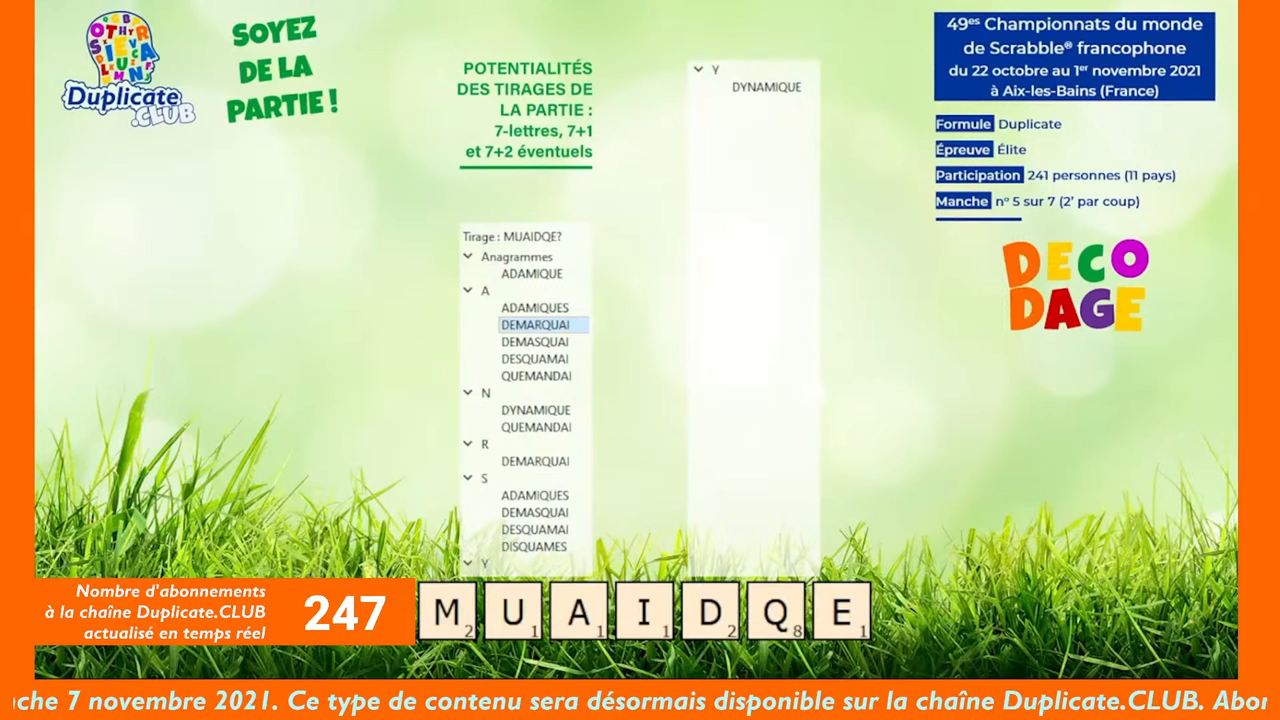 OTHYR
SIEVCA
LUI
Duplicate
.CLUB
SOYEZ
DE LA
PARTIE !
POTENTIALITÉS
DES TIRAGES DE
LA PARTIE :
7-lettres, 7+1
et 7+2 éventuels
Tirage : MUAIDQE?
Anagrammes
ADAMIQUE
A
ADAMIQUES
DEMARQUAI
DEMASQUAI
DESQUAMAI
QUEMANDAI
N
DYNAMIQUE
QUEMANDAI
R
DEMARQUAI
S
ADAMIQUES
DEMASQUAI
DESQUAMAI
DISQUAMES
Y
Y
DYNAMIQUE
49es Championnats du monde
de Scrabble® francophone
du 22 octobre au 1er novembre 2021
à Aix-les-Bains (France)
Formule Duplicate
Épreuve Élite
Participation 241 personnes (11 pays)
Manche n° 5 sur 7 (2' par coup)
DECO
DAGE
Nombre d'abonnements
à la chaîne Duplicate.CLUB
actualisé en temps réel
247
M2 U1 A1 I1 D2 Q8 E1
che 7 novembre 2021. Ce type de contenu sera désormais disponible sur la chaîne Duplicate.CLUB. Abor